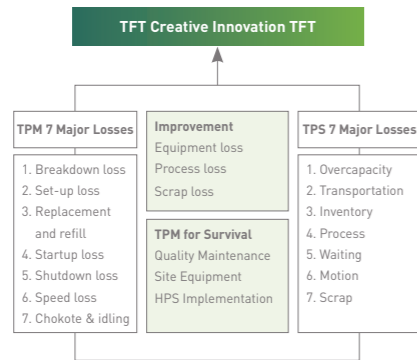 TFT Creative Innovation TFT
TPM 7 Major Losses
1. Breakdown loss
2. Set-up loss
3. Replacement
and refill
4. Startup loss
5. Shutdown loss
6. Speed loss
7. Chokote & idling
Improvement
Equipment loss
Process loss
Scrap loss
TPM for Survival
Quality Maintenance
Site Equipment
HPS Implementation
TPS 7 Major Losses
1. Overcapacity
2. Transportation
3. Inventory
4. Process
5. Waiting
6. Motion
7. Scrap